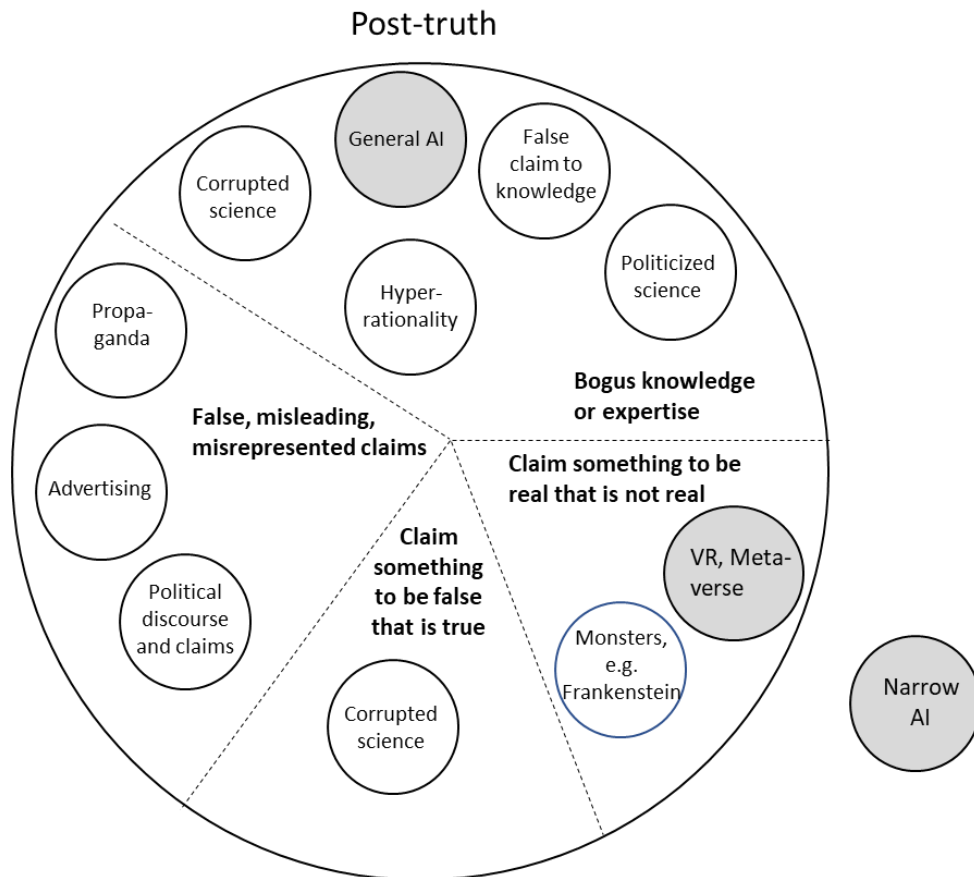 Post-truth
General AI
False
claim to
knowledge
Corrupted
science
Politicized
science
Hyper-
rationality
Propa-
ganda
Bogus knowledge
or expertise
False, misleading,
misrepresented claims
Claim something to be
real that is not real
Advertising
Claim
something
to be false
that is true
VR, Meta-
verse
Political
discourse
and claims
Monsters,
e.g.
Frankenstein
Narrow
AI
Corrupted
science